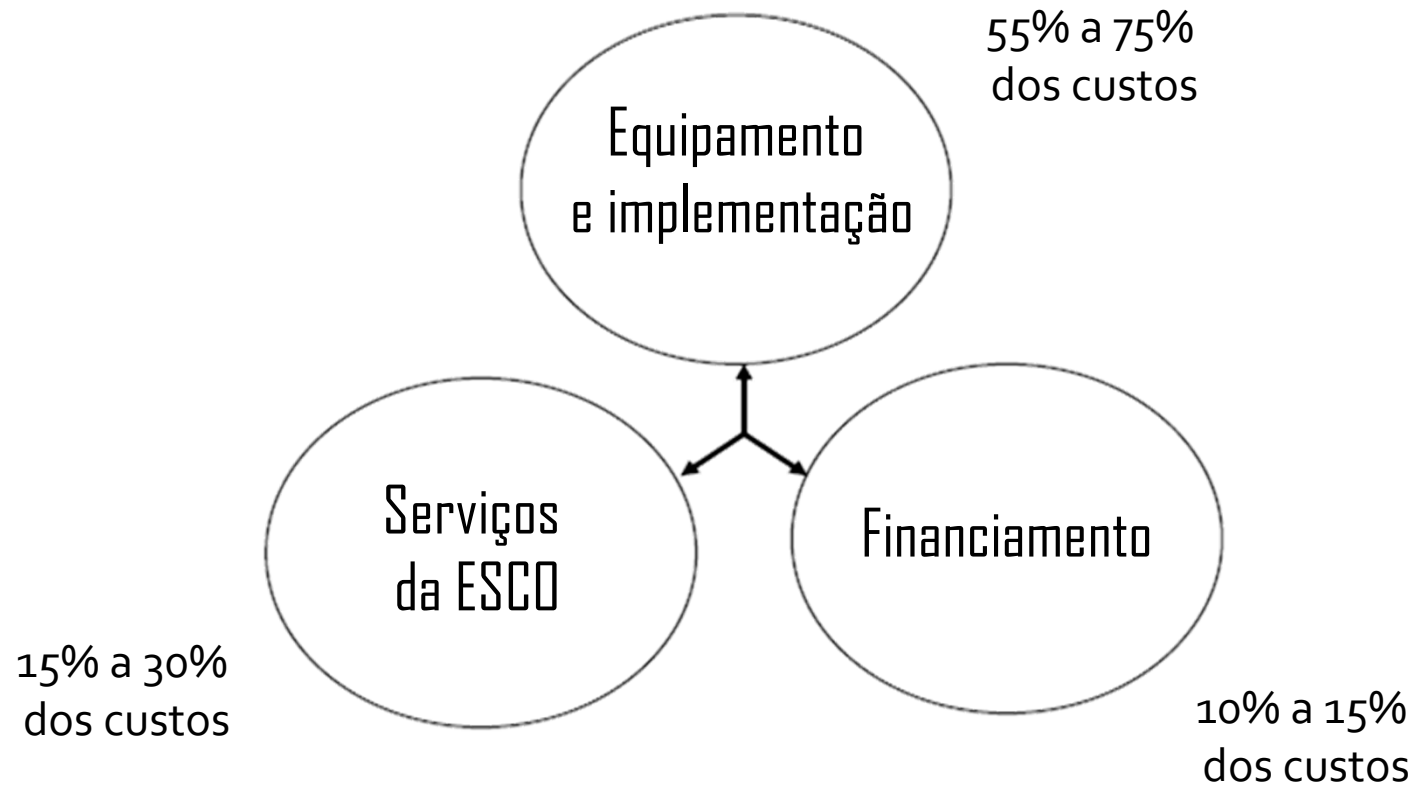 55% a 75%
dos custos
Equipamento
e implementação
Serviços
da ESCO
Financiamento
15% a 30%
dos custos
10% a 15%
dos custos